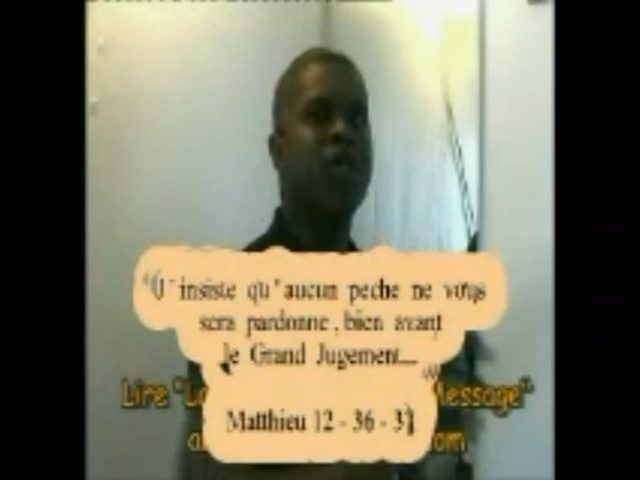 "J'insiste qu'aucun peche ne vous
sera pardonne, bien avant
le Grand Jugement....
Lire "L Message"
Matthieu 12 - 36 - 3
a om